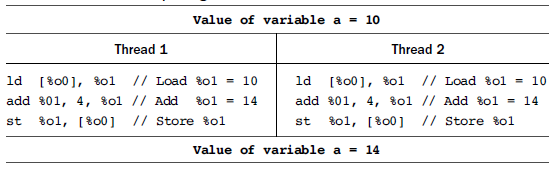 Value of variable a = 10
Thread 1 Thread 2
ld [%o0], %o1 // Load %o1 = 10 ld [%o0], %o1 // Load %o1 = 10
add %01, 4, %o1 // Add %o1 = 14 add %01, 4, %o1 // Add %o1 = 14
st %o1, [%o0] // Store %o1 st %o1, [%o0] // Store %o1
Value of variable a = 14